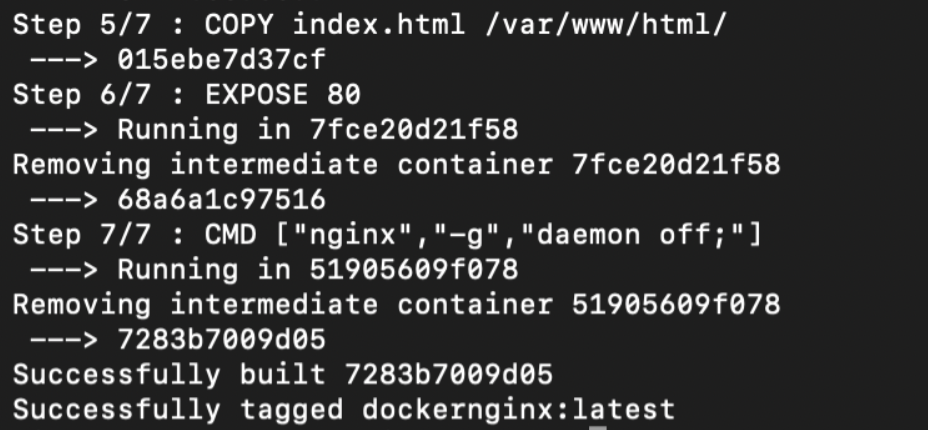 Step 5/7 : COPY index.html /var/www/html/
 ---> 015ebe7d37cf
Step 6/7 : EXPOSE 80
 ---> Running in 7fce20d21f58
Removing intermediate container 7fce20d21f58
 ---> 68a6a1c97516
Step 7/7 : CMD ["nginx","-g","daemon off;"]
 ---> Running in 51905609f078
Removing intermediate container 51905609f078
 ---> 7283b7009d05
Successfully built 7283b7009d05
Successfully tagged dockernginx:latest